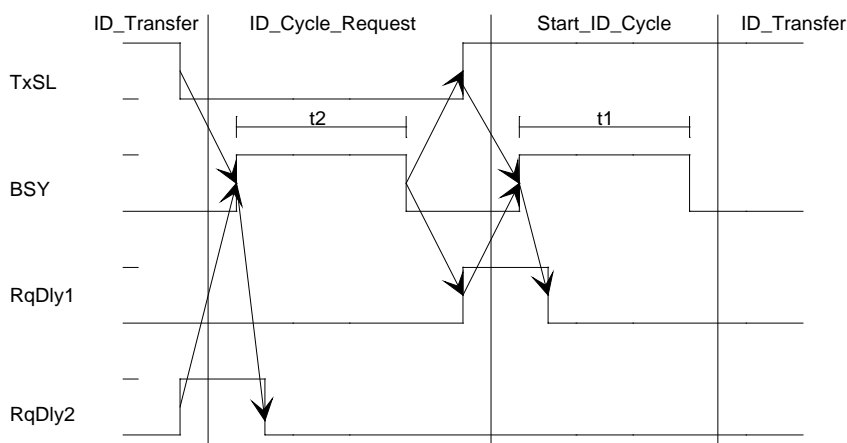 ID_Transfer ID_Cycle_Request Start_ID_Cycle ID_Transfer
TxSL
t2 t1
BSY
RqDly1
RqDly2